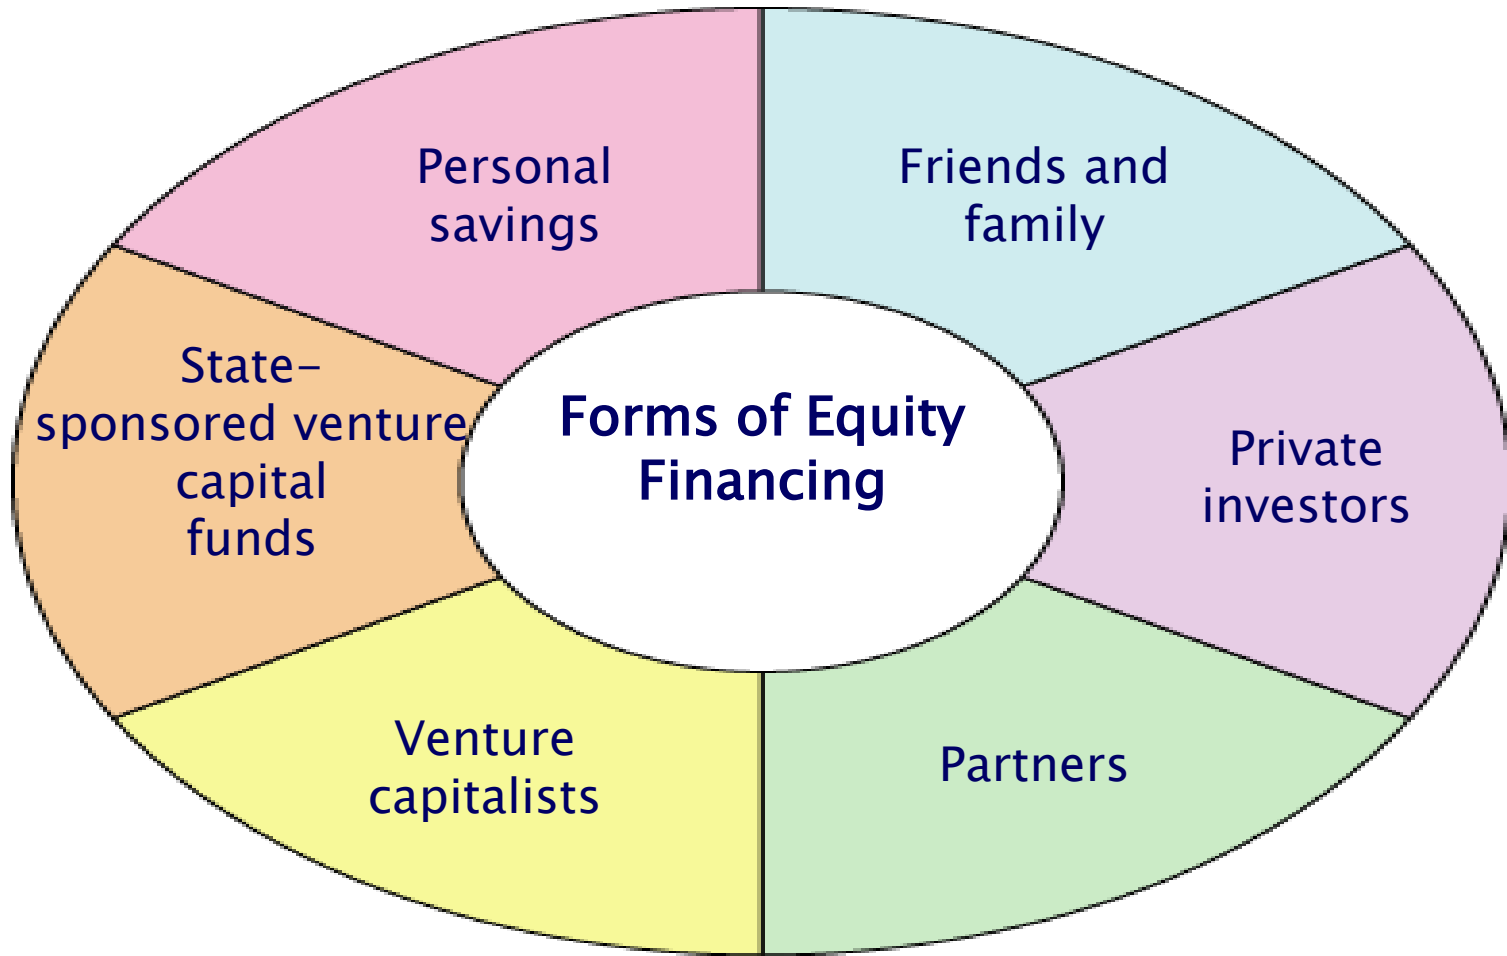 Personal
savings
Friends and
family
State-
sponsored venture
capital
funds
Forms of Equity
Financing
Private
investors
Venture
capitalists
Partners